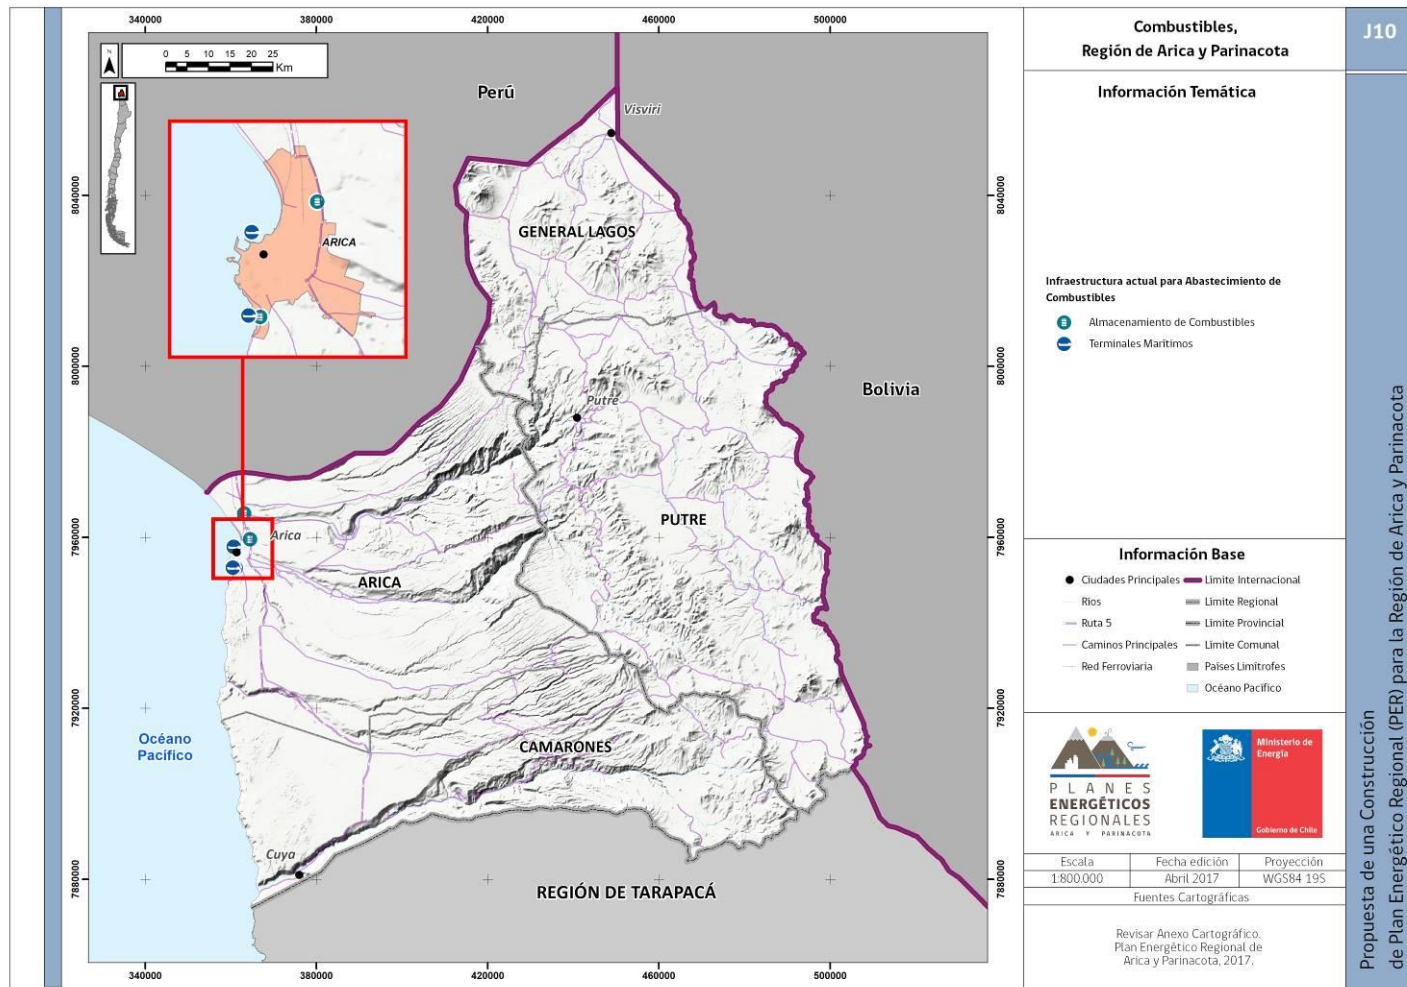 340000 380000 420000 460000 500000
Combustibles,
Región de Arica y Parinacota
J10
N
0 5 10 15 20 25
Km
Perú
Visviri
Información Temática
8040000
8040000
GENERAL LAGOS
ARICA
Infraestructura actual para Abastecimiento de
Combustibles
Almacenamiento de Combustibles
Terminales Marítimos
8000000
8000000
Bolivia
Putre
PUTRE
7960000
7960000
Arica
ARICA
Información Base
Ciudades Principales
Límite Internacional
Ríos
Límite Regional
Ruta 5
Límite Provincial
Caminos Principales
Límite Comunal
Red Ferroviaria
Países Limítrofes
Océano Pacífico
7920000
7920000
Océano
Pacífico
CAMARONES
Cuya
7880000
7880000
REGIÓN DE TARAPACÁ
PLANES
ENERGÉTICOS
REGIONALES
ARICA Y PARINACOTA
Ministerio de
Energía
Gobierno de Chile
Escala Fecha edición Proyección
1:800.000 Abril 2017 WGS84 19S
Fuentes Cartográficas
Revisar Anexo Cartográfico.
Plan Energético Regional de
Arica y Parinacota, 2017.
340000 380000 420000 460000 500000
Propuesta de una Construcción
de Plan Energético Regional (PER) para la Región de Arica y Parinacota